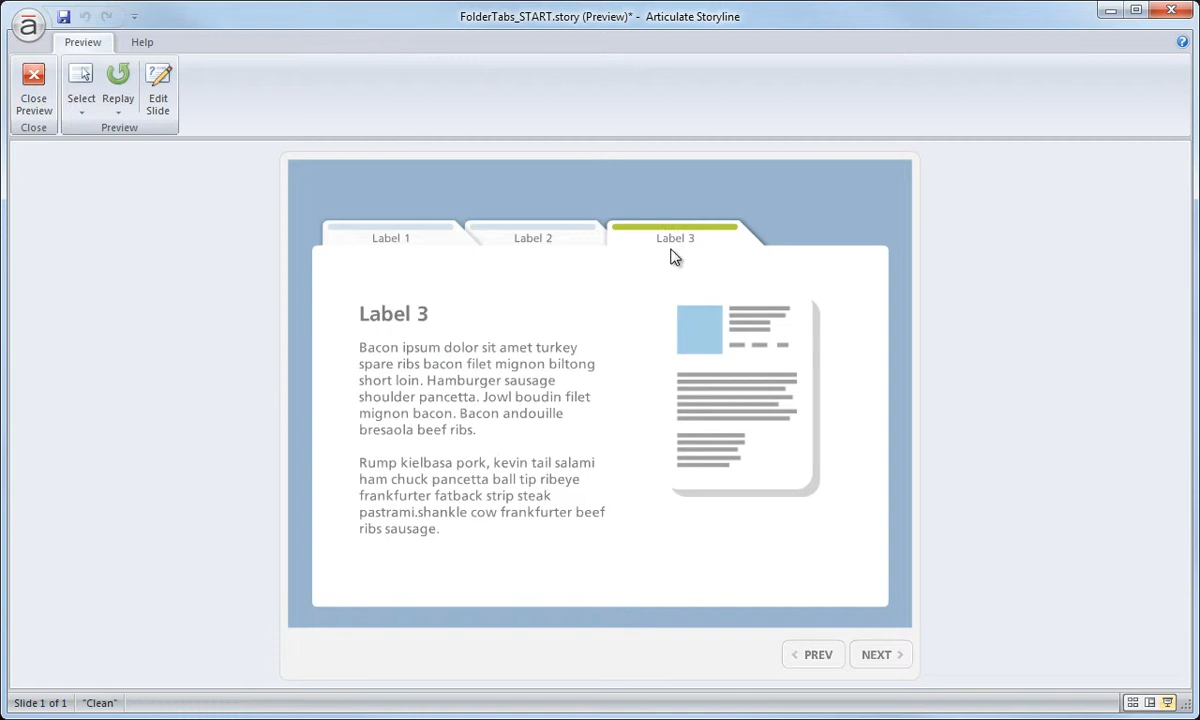 FolderTabs_START.story (Preview)* - Articulate Storyline
Preview
Help
Close Preview
Select
Replay
Edit Slide
Close
Preview
Label 1
Label 2
Label 3
Label 3
Bacon ipsum dolor sit amet turkey
spare ribs bacon filet mignon biltong
short loin. Hamburger sausage
shoulder pancetta. Jowl boudin filet
mignon bacon. Bacon andouille
bresaola beef ribs.
Rump kielbasa pork, kevin tail salami
ham chuck pancetta ball tip ribeye
frankfurter fatback strip steak
pastrami.shankle cow frankfurter beef
ribs sausage.
PREV
NEXT
Slide 1 of 1
"Clean"